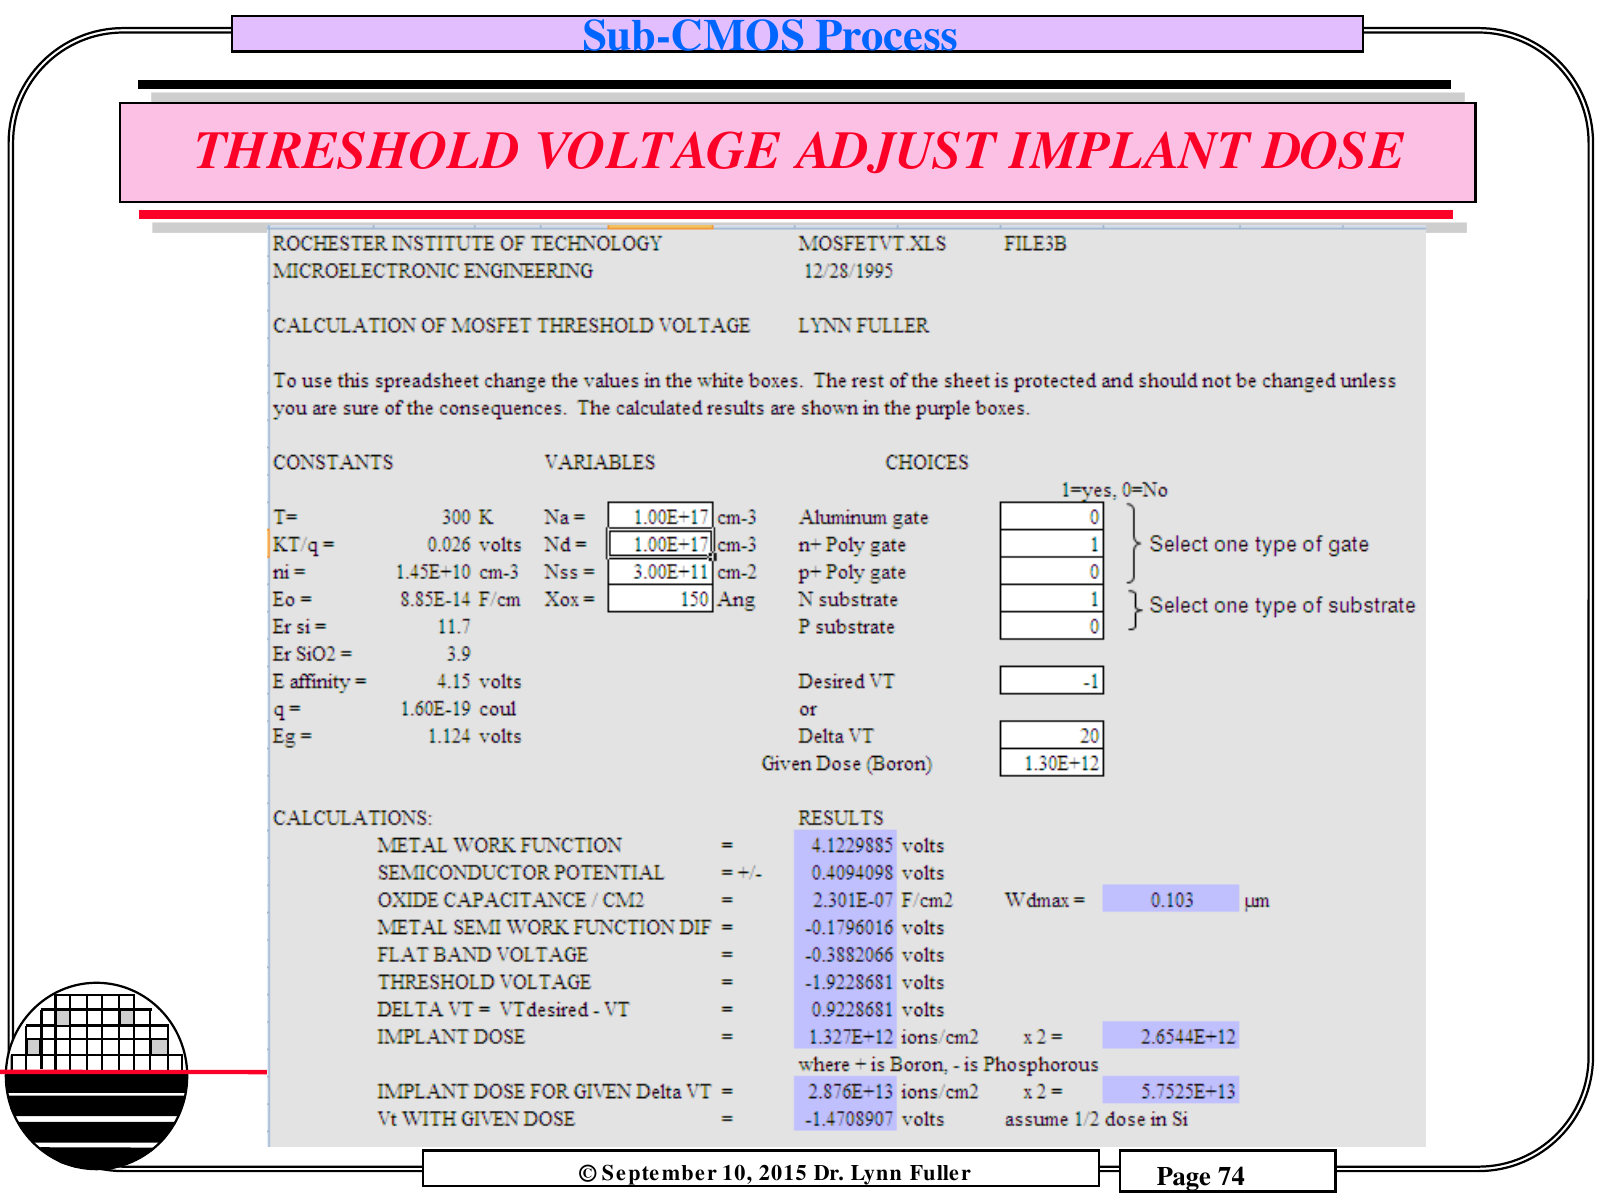 Sub-CMOS Process
THRESHOLD VOLTAGE ADJUST IMPLANT DOSE
ROCHESTER INSTITUTE OF TECHNOLOGY MOSFETVT.XLS FILE3B
MICROELECTRONIC ENGINEERING 12/28/1995
CALCULATION OF MOSFET THRESHOLD VOLTAGE LYNN FULLER
To use this spreadsheet change the values in the white boxes. The rest of the sheet is protected and should not be changed unless
you are sure of the consequences. The calculated results are shown in the purple boxes.
CONSTANTS VARIABLES CHOICES
1=yes, 0=No
T= 300 K Na = 1.00E+17 cm-3 Aluminum gate 0
KT/q = 0.026 volts Nd = 1.00E+17 cm-3 n+ Poly gate 1 Select one type of gate
ni = 1.45E+10 cm-3 Nss = 3.00E+11 cm-2 p+ Poly gate 0
Eo = 8.85E-14 F/cm Xox = 150 Ang N substrate 1 Select one type of substrate
Er si = 11.7 P substrate 0
Er SiO2 = 3.9
E affinity = 4.15 volts Desired VT -1
q = 1.60E-19 coul or
Eg = 1.124 volts Delta VT 20
Given Dose (Boron) 1.30E+12
CALCULATIONS: RESULTS
METAL WORK FUNCTION = 4.1229885 volts
SEMICONDUCTOR POTENTIAL = +/- 0.4094098 volts
OXIDE CAPACITANCE / CM2 = 2.301E-07 F/cm2 Wdmax = 0.103 µm
METAL SEMI WORK FUNCTION DIF = -0.1796016 volts
FLAT BAND VOLTAGE = -0.3882066 volts
THRESHOLD VOLTAGE = -1.9228681 volts
DELTA VT = VTdesired - VT = 0.9228681 volts
IMPLANT DOSE = 1.327E+12 ions/cm2 x 2 = 2.6544E+12
where + is Boron, - is Phosphorous
IMPLANT DOSE FOR GIVEN Delta VT = 2.876E+13 ions/cm2 x 2 = 5.7525E+13
Vt WITH GIVEN DOSE = -1.4708907 volts assume 1/2 dose in Si
© September 10, 2015 Dr. Lynn Fuller
Page 74